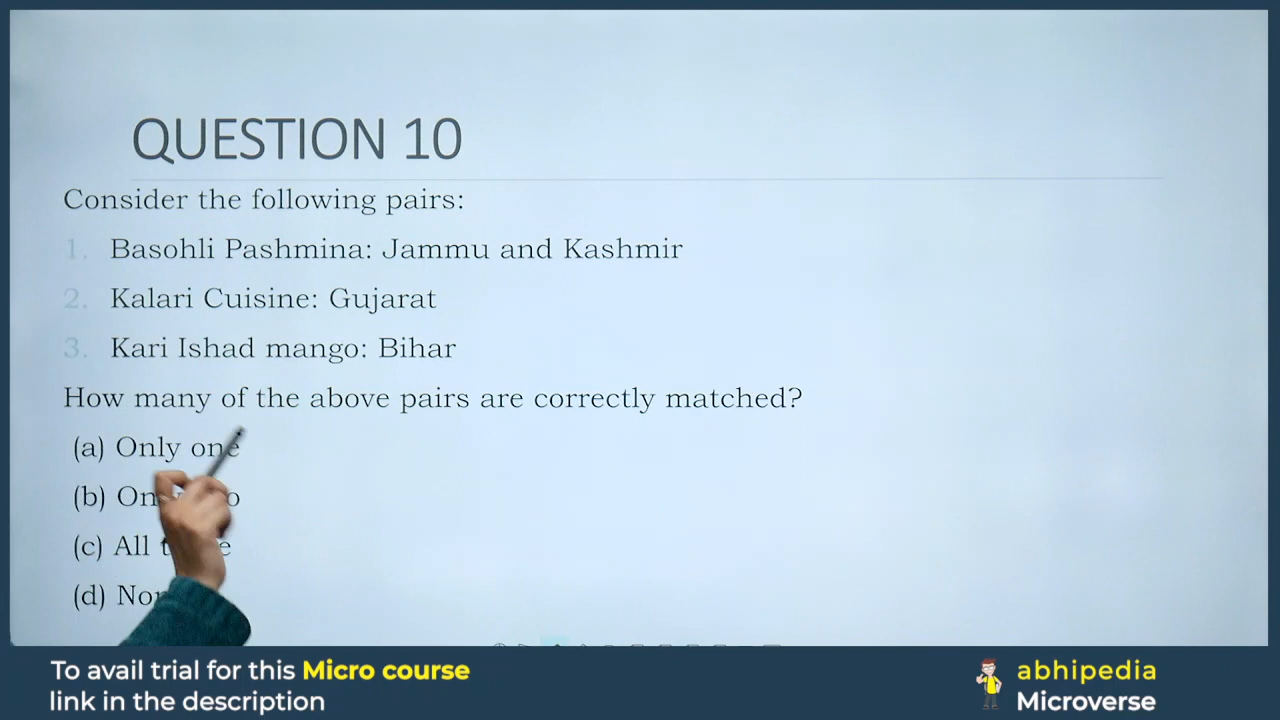 QUESTION 10
Consider the following pairs:
1. Basohli Pashmina: Jammu and Kashmir
2. Kalari Cuisine: Gujarat
3. Kari Ishad mango: Bihar
How many of the above pairs are correctly matched?
(a) Only one
(b)
(c) All
(d)
To avail trial for this Micro course
link in the description
abhipedia
Microverse